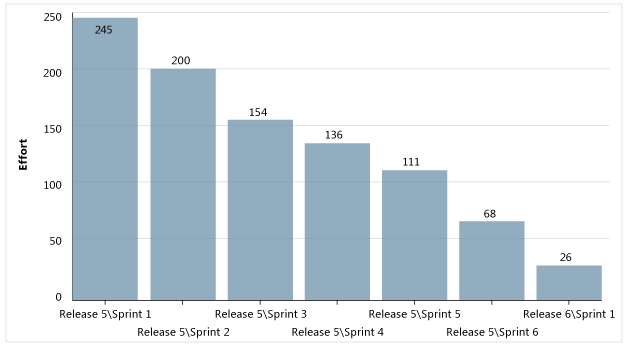 250
245
200
200
154
150
136
111
100
68
50
26
0
Effort
Release 5\Sprint 1
Release 5\Sprint 3
Release 5\Sprint 5
Release 6\Sprint 1
Release 5\Sprint 2
Release 5\Sprint 4
Release 5\Sprint 6